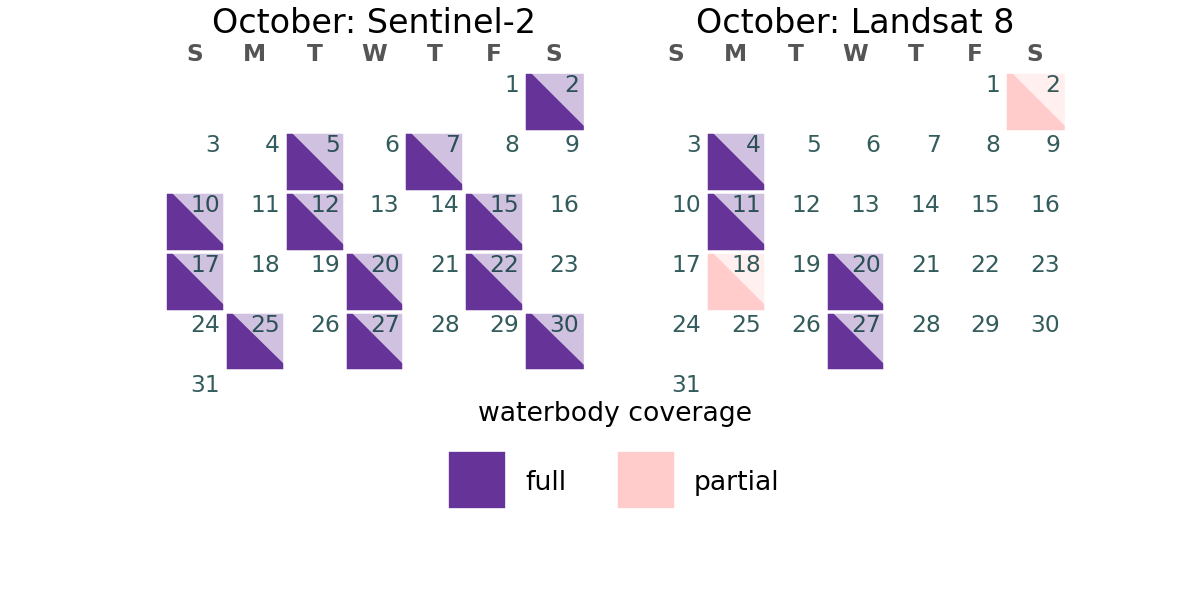 October: Sentinel-2
S M T W T F S
1 2
3 4 5 6 7 8 9
10 11 12 13 14 15 16
17 18 19 20 21 22 23
24 25 26 27 28 29 30
31
October: Landsat 8
S M T W T F S
1 2
3 4 5 6 7 8 9
10 11 12 13 14 15 16
17 18 19 20 21 22 23
24 25 26 27 28 29 30
31
waterbody coverage
full partial